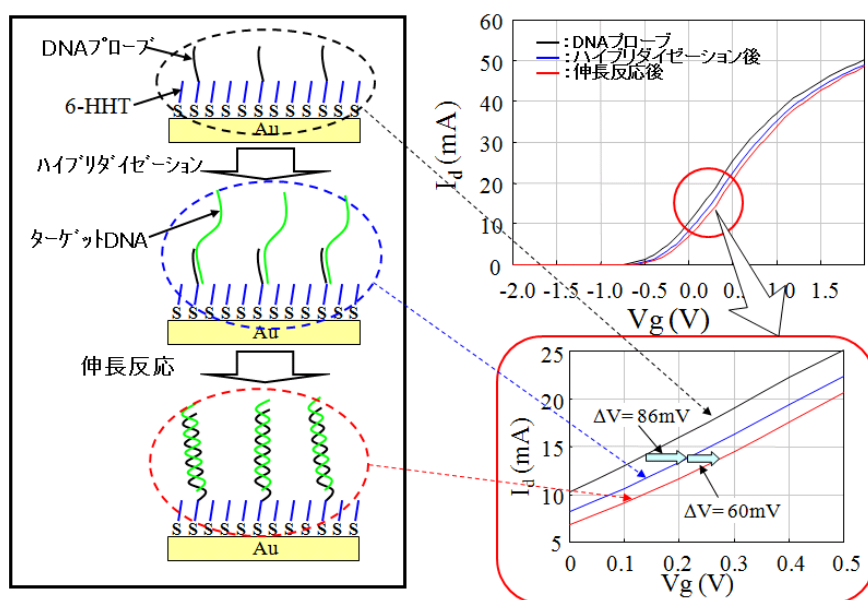 DNAプローブ
6-HHT
S S S S S S S S S S S S
Au
ハイブリダイゼーション
ターゲットDNA
S S S S S S S S S S S S
Au
伸長反応
S S S S S S S S S S S S
Au
60
50
40
30
20
10
0
Id (mA)
:DNAプローブ
:ハイブリダイゼーション後
:伸長反応後
-2.0 -1.5 -1.0 -0.5 0.0 0.5 1.0 1.5
Vg (V)
25
20
15
10
5
Id (mA)
ΔV=86mV
ΔV=60mV
0 0.1 0.2 0.3 0.4 0.5
Vg (V)